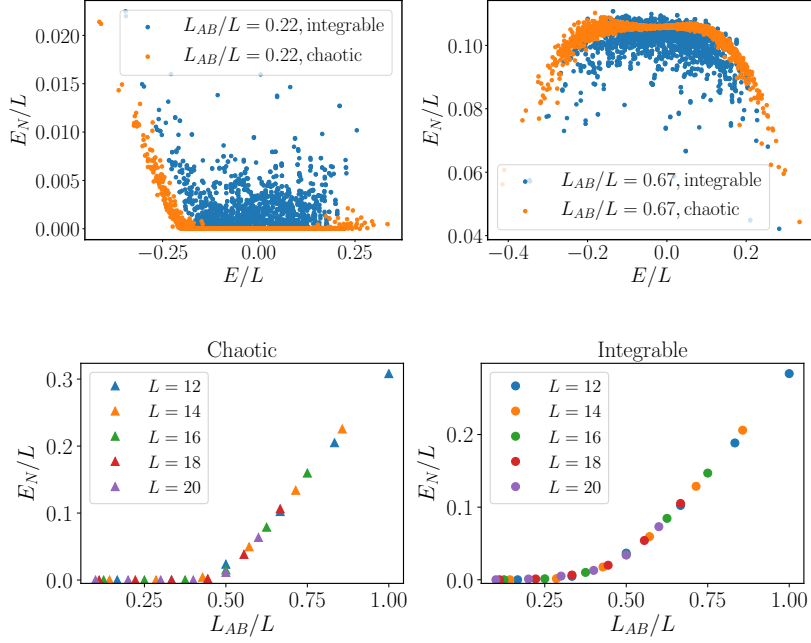 0.020
0.015
0.010
0.005
0.000
E_N/L
−0.25
0.00
0.25
E/L
L_{AB}/L = 0.22, integrable
L_{AB}/L = 0.22, chaotic
0.10
0.08
0.06
0.04
E_N/L
−0.4
−0.2
0.0
0.2
E/L
L_{AB}/L = 0.67, integrable
L_{AB}/L = 0.67, chaotic
Chaotic
0.3
0.2
0.1
0.0
E_N/L
0.25
0.50
0.75
1.00
L_{AB}/L
L = 12
L = 14
L = 16
L = 18
L = 20
Integrable
0.2
0.1
0.0
E_N/L
0.25
0.50
0.75
1.00
L_{AB}/L
L = 12
L = 14
L = 16
L = 18
L = 20